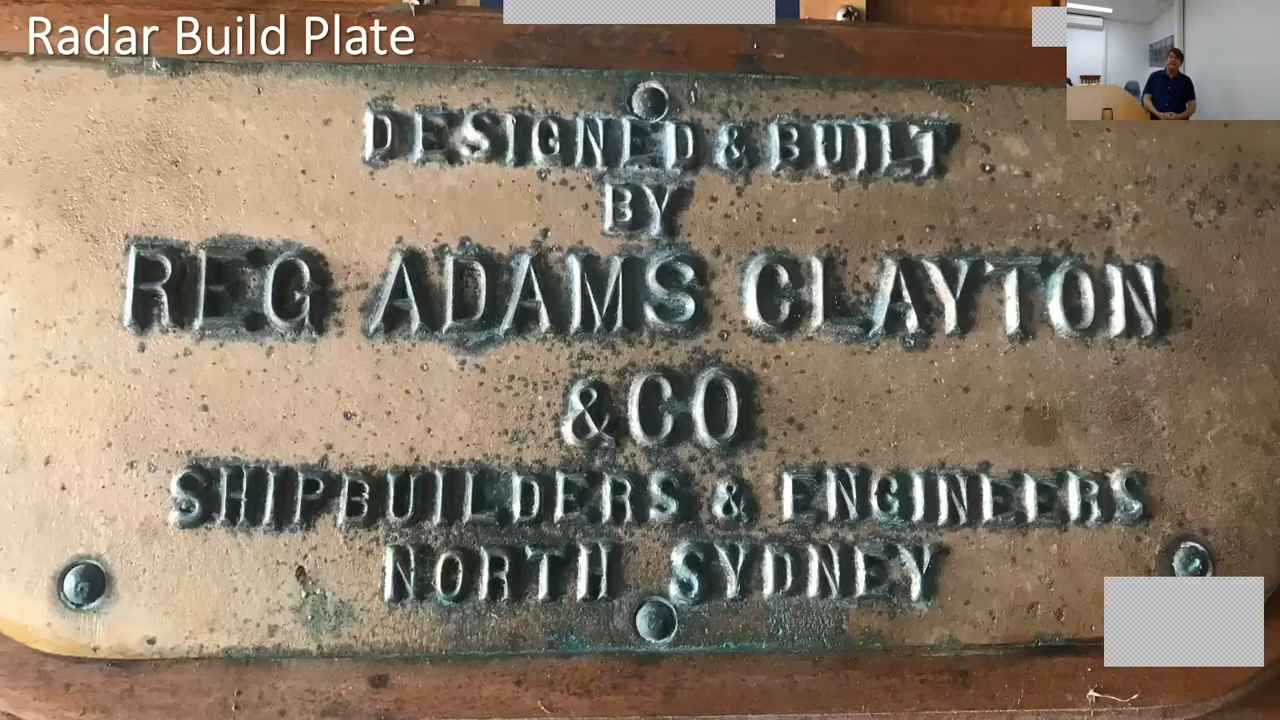 Radar Build Plate
DESIGNED & BUILT
BY
REG ADAMS CLAYTON
& CO
SHIPBUILDERS & ENGINEERS
NORTH SYDNEY